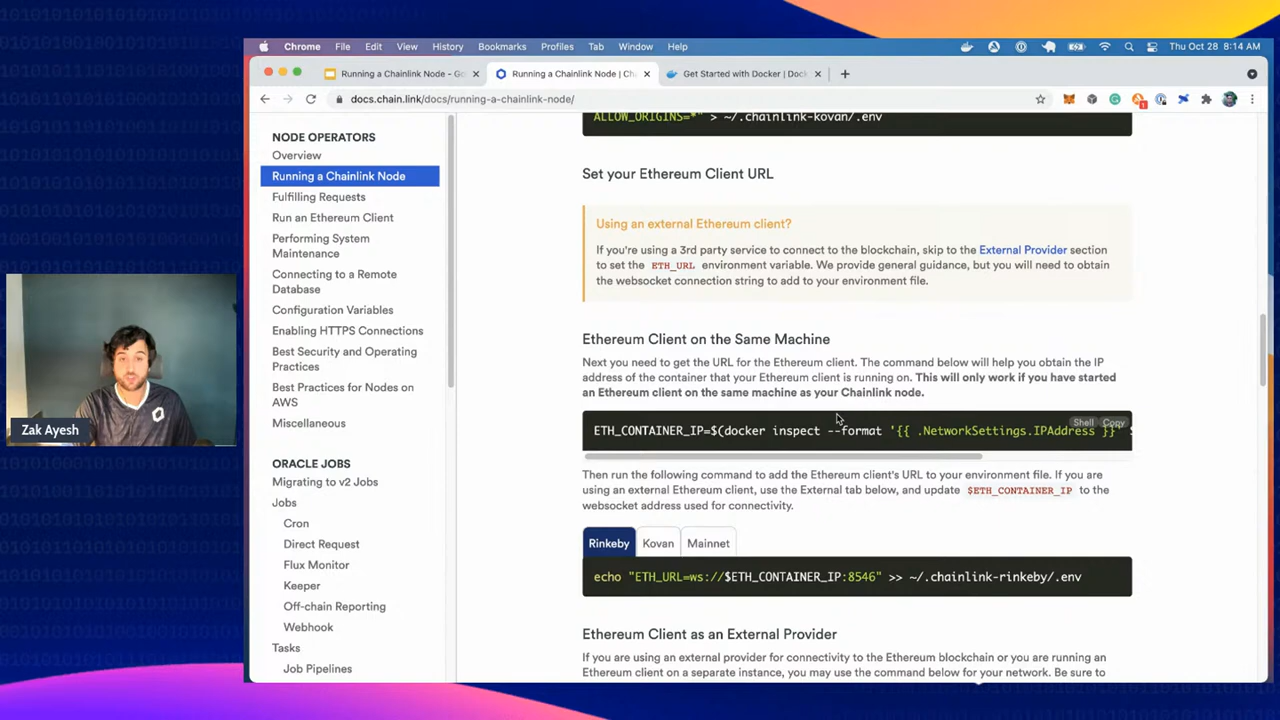 Chrome File Edit View History Bookmarks Profiles Tab Window Help Thu Oct 28 8:14 AM
Running a Chainlink Node - Go × Running a Chainlink Node | Ch × Get Started with Docker | Doc × +
docs.chain.link/docs/running-a-chainlink-node/
NODE OPERATORS
Overview
Running a Chainlink Node
Fulfilling Requests
Run an Ethereum Client
Performing System
Maintenance
Connecting to a Remote
Database
Configuration Variables
Enabling HTTPS Connections
Best Security and Operating
Practices
Best Practices for Nodes on
AWS
Miscellaneous
ORACLE JOBS
Migrating to v2 Jobs
Jobs
Cron
Direct Request
Flux Monitor
Keeper
Off-chain Reporting
Webhook
Tasks
Job Pipelines
ALLOW_ORIGINS=*" > ~/.chainlink-kovan/.env
Set your Ethereum Client URL
Using an external Ethereum client?
If you're using a 3rd party service to connect to the blockchain, skip to the External Provider section
to set the ETH_URL environment variable. We provide general guidance, but you will need to obtain
the websocket connection string to add to your environment file.
Ethereum Client on the Same Machine
Next you need to get the URL for the Ethereum client. The command below will help you obtain the IP
address of the container that your Ethereum client is running on. This will only work if you have started
an Ethereum client on the same machine as your Chainlink node.
Shell Copy
ETH_CONTAINER_IP=$(docker inspect --format '{{ .NetworkSettings.IPAddress }}'
Then run the following command to add the Ethereum client's URL to your environment file. If you are
using an external Ethereum client, use the External tab below, and update $ETH_CONTAINER_IP to the
websocket address used for connectivity.
Rinkeby Kovan Mainnet
echo "ETH_URL=ws://$ETH_CONTAINER_IP:8546" >> ~/.chainlink-rinkeby/.env
Ethereum Client as an External Provider
If you are using an external provider for connectivity to the Ethereum blockchain or you are running an
Ethereum client on a separate instance, you may use the command below for your network. Be sure to
Zak Ayesh